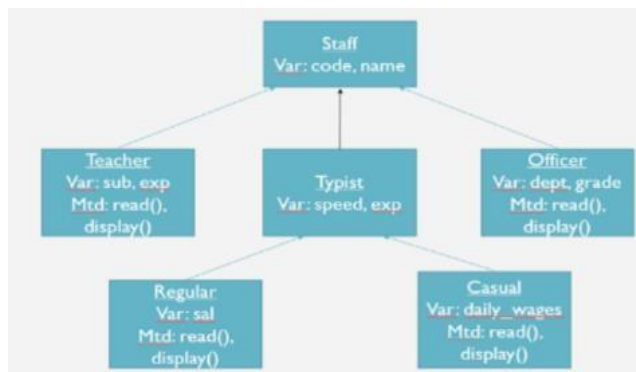 Staff
Var: code, name
Teacher
Var: sub, exp
Mtd: read(),
display()
Typist
Var: speed, exp
Officer
Var: dept, grade
Mtd: read(),
display()
Regular
Var: sal
Mtd: read(),
display()
Casual
Var: daily_wages
Mtd: read(),
display()